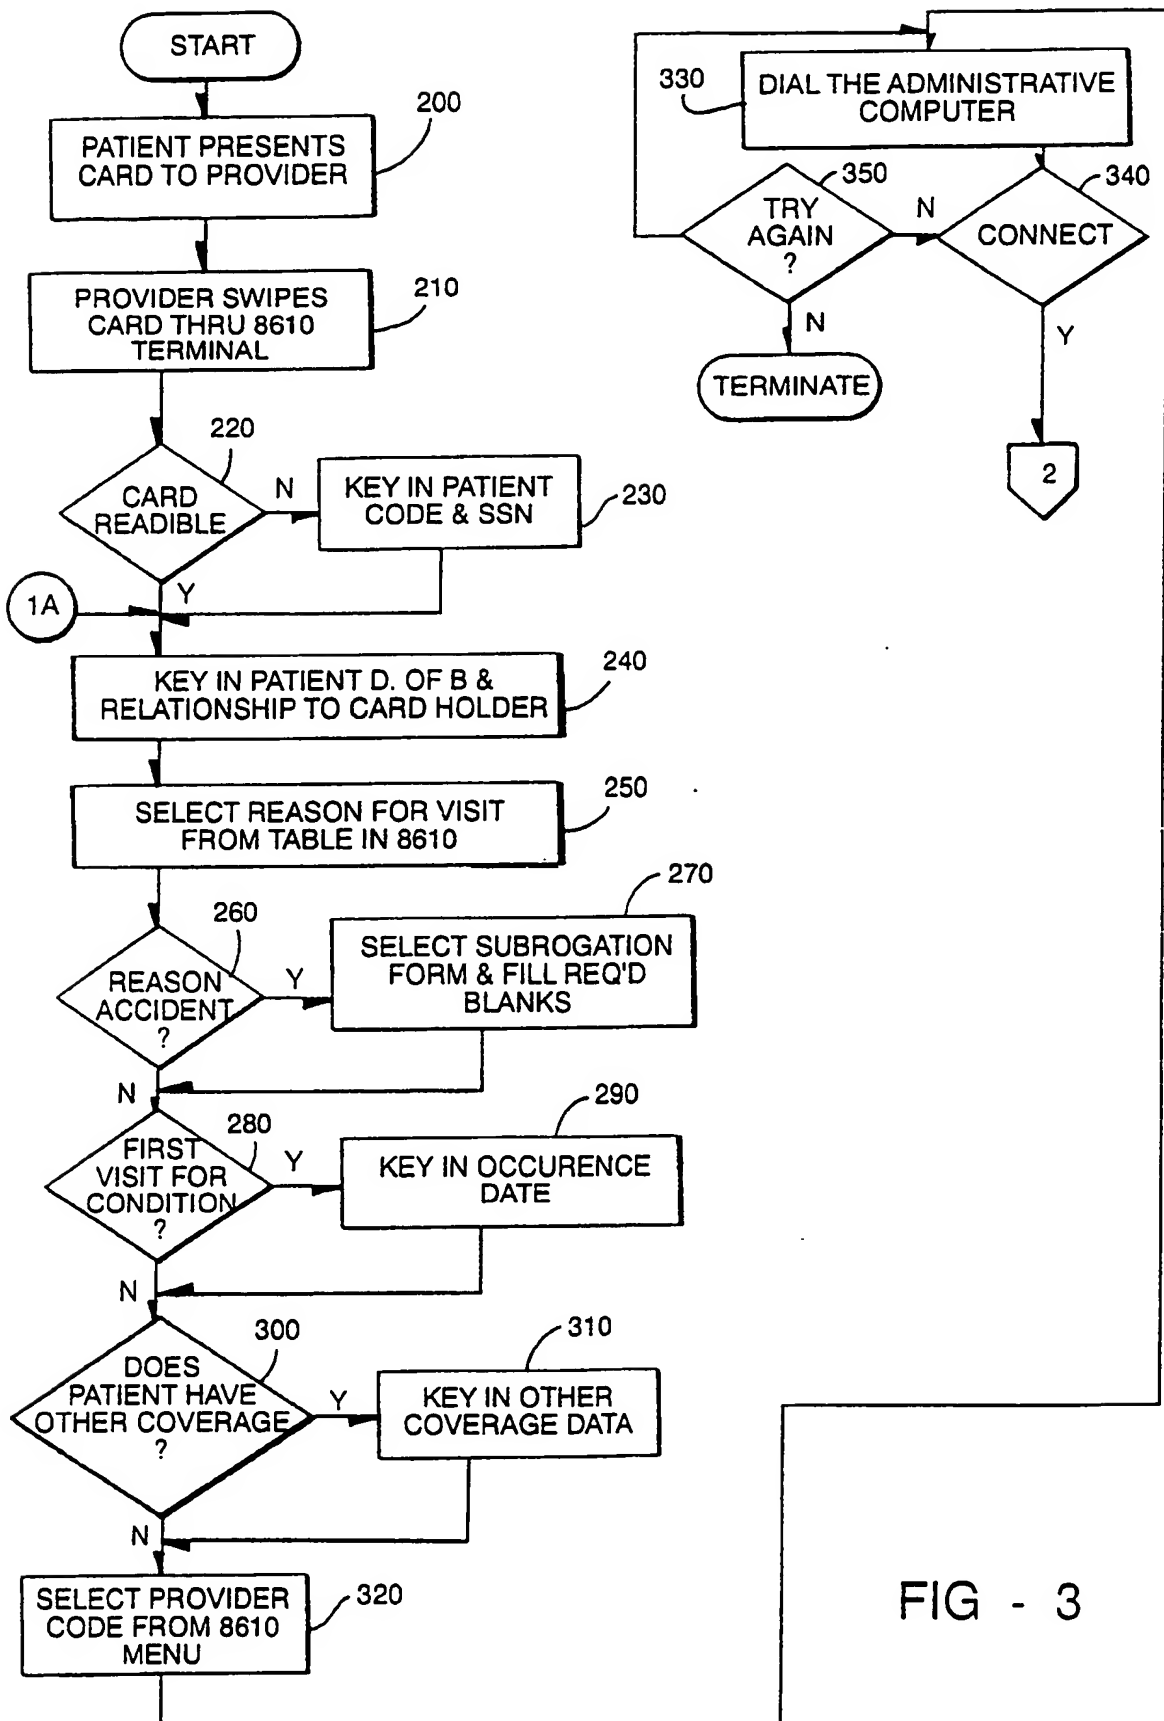 START
200
PATIENT PRESENTS
CARD TO PROVIDER
210
PROVIDER SWIPES
CARD THRU 8610
TERMINAL
220
CARD
READIBLE
N
KEY IN PATIENT
CODE & SSN
230
Y
1A
240
KEY IN PATIENT D. OF B &
RELATIONSHIP TO CARD HOLDER
250
SELECT REASON FOR VISIT
FROM TABLE IN 8610
260
REASON
ACCIDENT
?
Y
270
SELECT SUBROGATION
FORM & FILL REQ'D
BLANKS
N
280
FIRST
VISIT FOR
CONDITION
?
Y
290
KEY IN OCCURENCE
DATE
N
300
DOES
PATIENT HAVE
OTHER COVERAGE
?
Y
310
KEY IN OTHER
COVERAGE DATA
N
320
SELECT PROVIDER
CODE FROM 8610
MENU
330
DIAL THE ADMINISTRATIVE
COMPUTER
350
TRY
AGAIN
?
N
340
CONNECT
N
TERMINATE
Y
2
FIG - 3